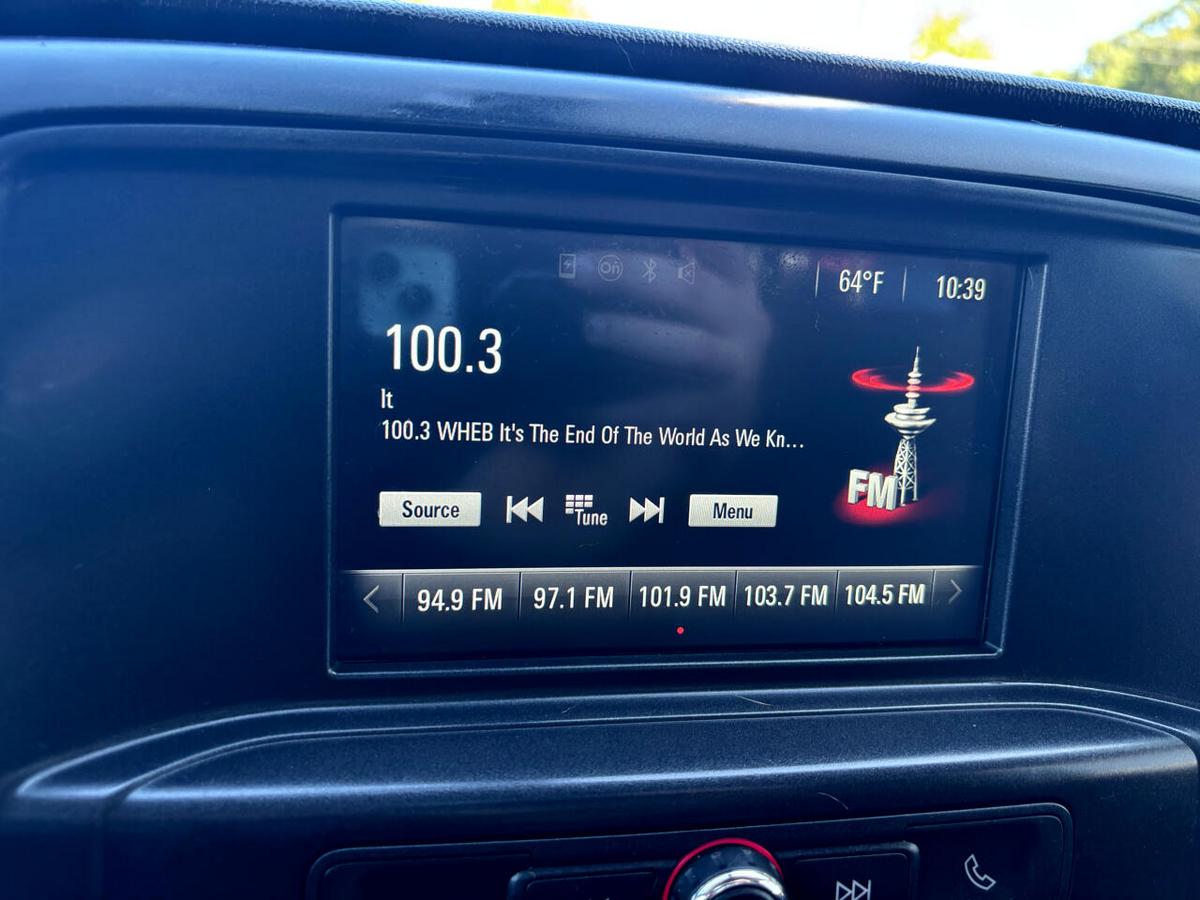 On
64°F
10:39
100.3
It
100.3 WHEB It's The End Of The World As We Kn...
FM
Source
Tune
Menu
94.9 FM 97.1 FM 101.9 FM 103.7 FM 104.5 FM